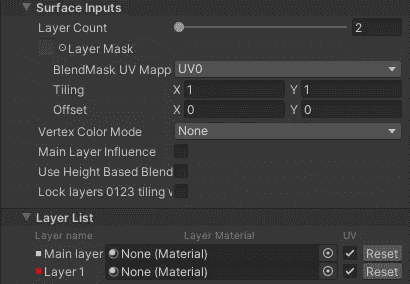 Surface Inputs
Layer Count 2
Layer Mask
BlendMask UV Mapp UV0
Tiling X 1 Y 1
Offset X 0 Y 0
Vertex Color Mode None
Main Layer Influence
Use Height Based Blend
Lock layers 0123 tiling w
Layer List
Layer name Layer Material UV
Main layer None (Material) Reset
Layer 1 None (Material) Reset